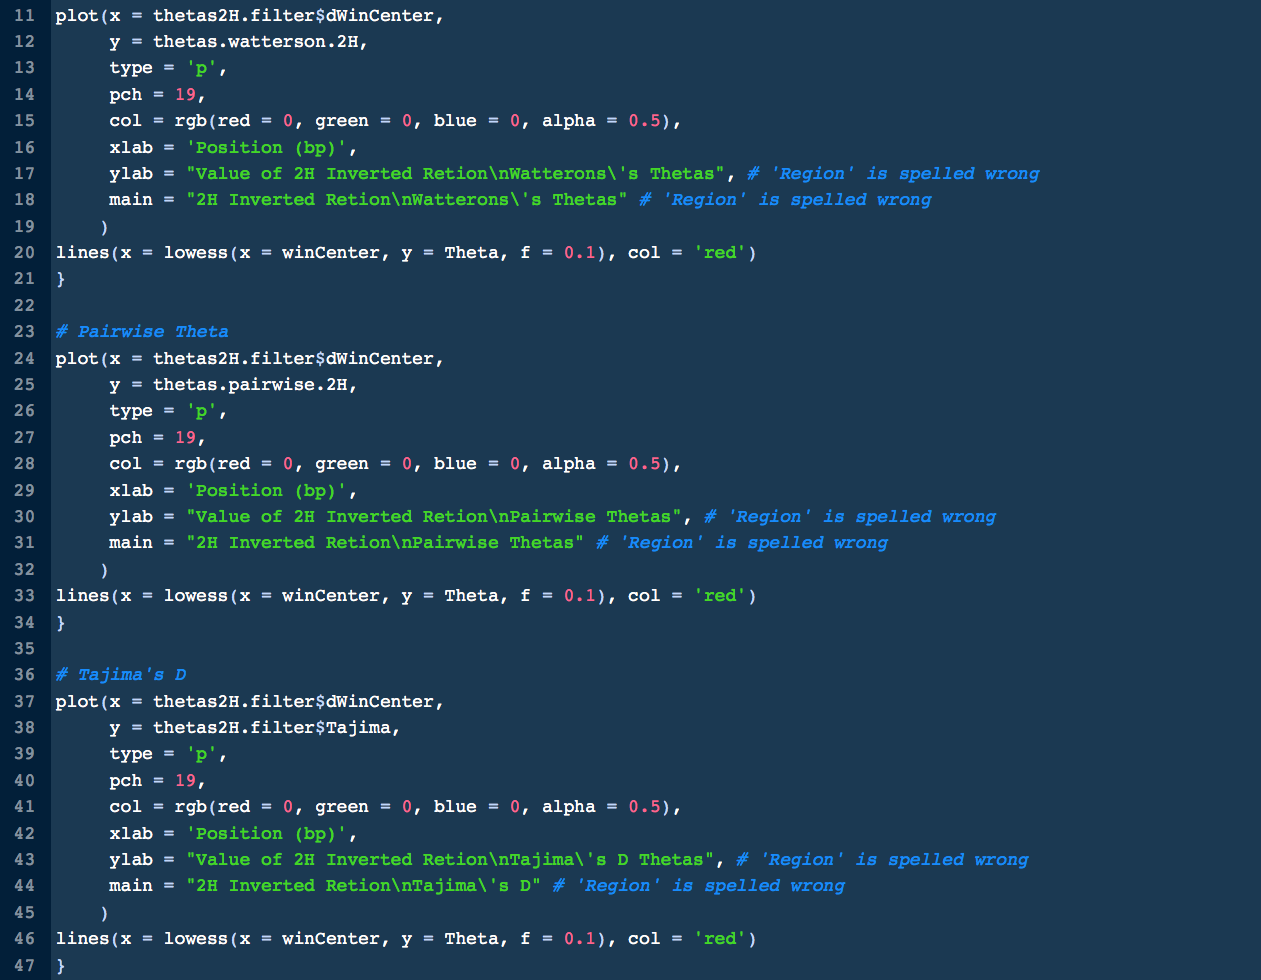 11 plot(x = thetas2H.filter$dWinCenter,
12      y = thetas.watterson.2H,
13      type = 'p',
14      pch = 19,
15      col = rgb(red = 0, green = 0, blue = 0, alpha = 0.5),
16      xlab = 'Position (bp)',
17      ylab = "Value of 2H Inverted Retion\nWatterons\'s Thetas", # 'Region' is spelled wrong
18      main = "2H Inverted Retion\nWatterons\'s Thetas" # 'Region' is spelled wrong
19     )
20 lines(x = lowess(x = winCenter, y = Theta, f = 0.1), col = 'red')
21 }
22
23 # Pairwise Theta
24 plot(x = thetas2H.filter$dWinCenter,
25      y = thetas.pairwise.2H,
26      type = 'p',
27      pch = 19,
28      col = rgb(red = 0, green = 0, blue = 0, alpha = 0.5),
29      xlab = 'Position (bp)',
30      ylab = "Value of 2H Inverted Retion\nPairwise Thetas", # 'Region' is spelled wrong
31      main = "2H Inverted Retion\nPairwise Thetas" # 'Region' is spelled wrong
32     )
33 lines(x = lowess(x = winCenter, y = Theta, f = 0.1), col = 'red')
34 }
35
36 # Tajima's D
37 plot(x = thetas2H.filter$dWinCenter,
38      y = thetas2H.filter$Tajima,
39      type = 'p',
40      pch = 19,
41      col = rgb(red = 0, green = 0, blue = 0, alpha = 0.5),
42      xlab = 'Position (bp)',
43      ylab = "Value of 2H Inverted Retion\nTajima\'s D Thetas", # 'Region' is spelled wrong
44      main = "2H Inverted Retion\nTajima\'s D" # 'Region' is spelled wrong
45     )
46 lines(x = lowess(x = winCenter, y = Theta, f = 0.1), col = 'red')
47 }